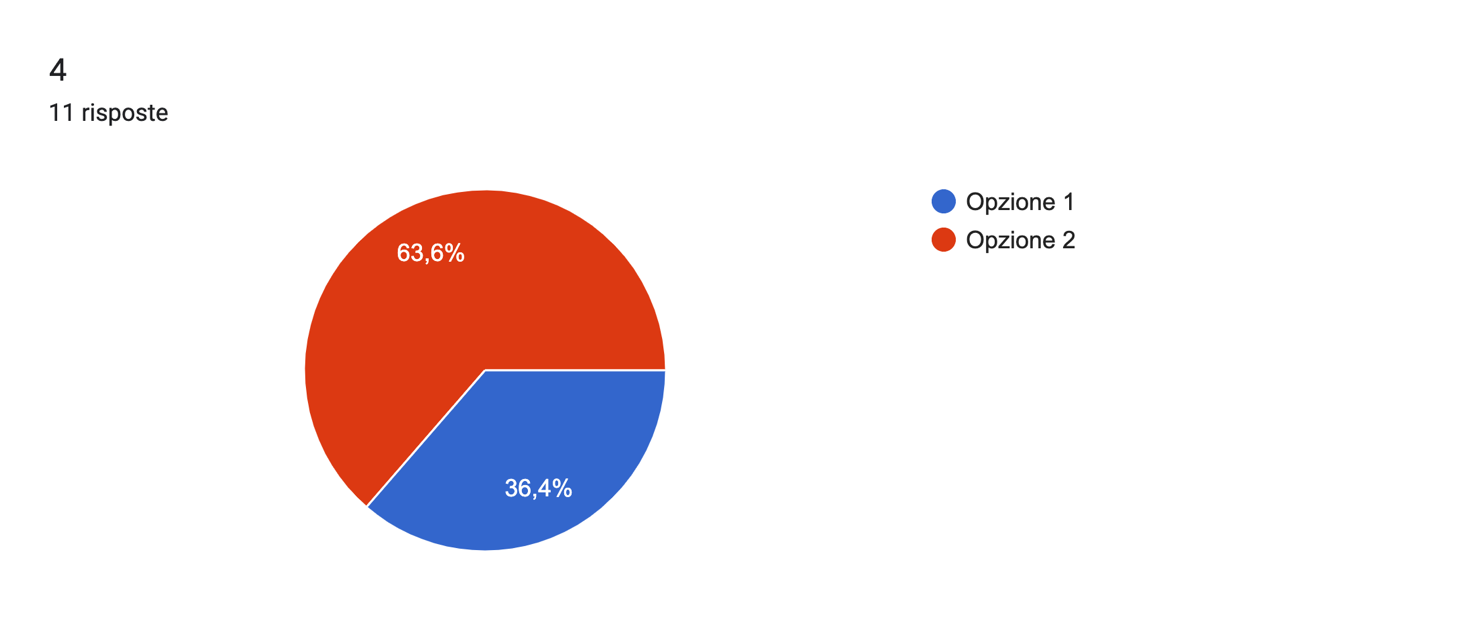 4
11 risposte
Opzione 1
Opzione 2
63,6%
36,4%